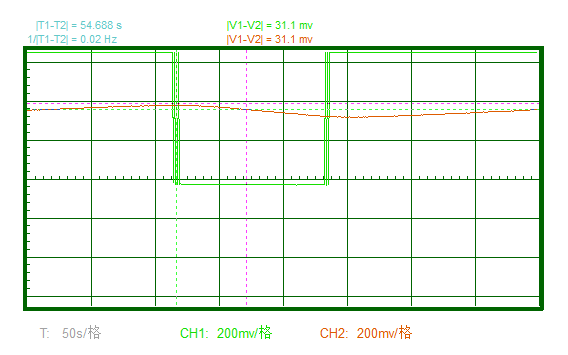 |T1-T2| = 54.688 s |V1-V2| = 31.1 mv
1/|T1-T2| = 0.02 Hz |V1-V2| = 31.1 mv
T: 50s/格 CH1: 200mv/格 CH2: 200mv/格